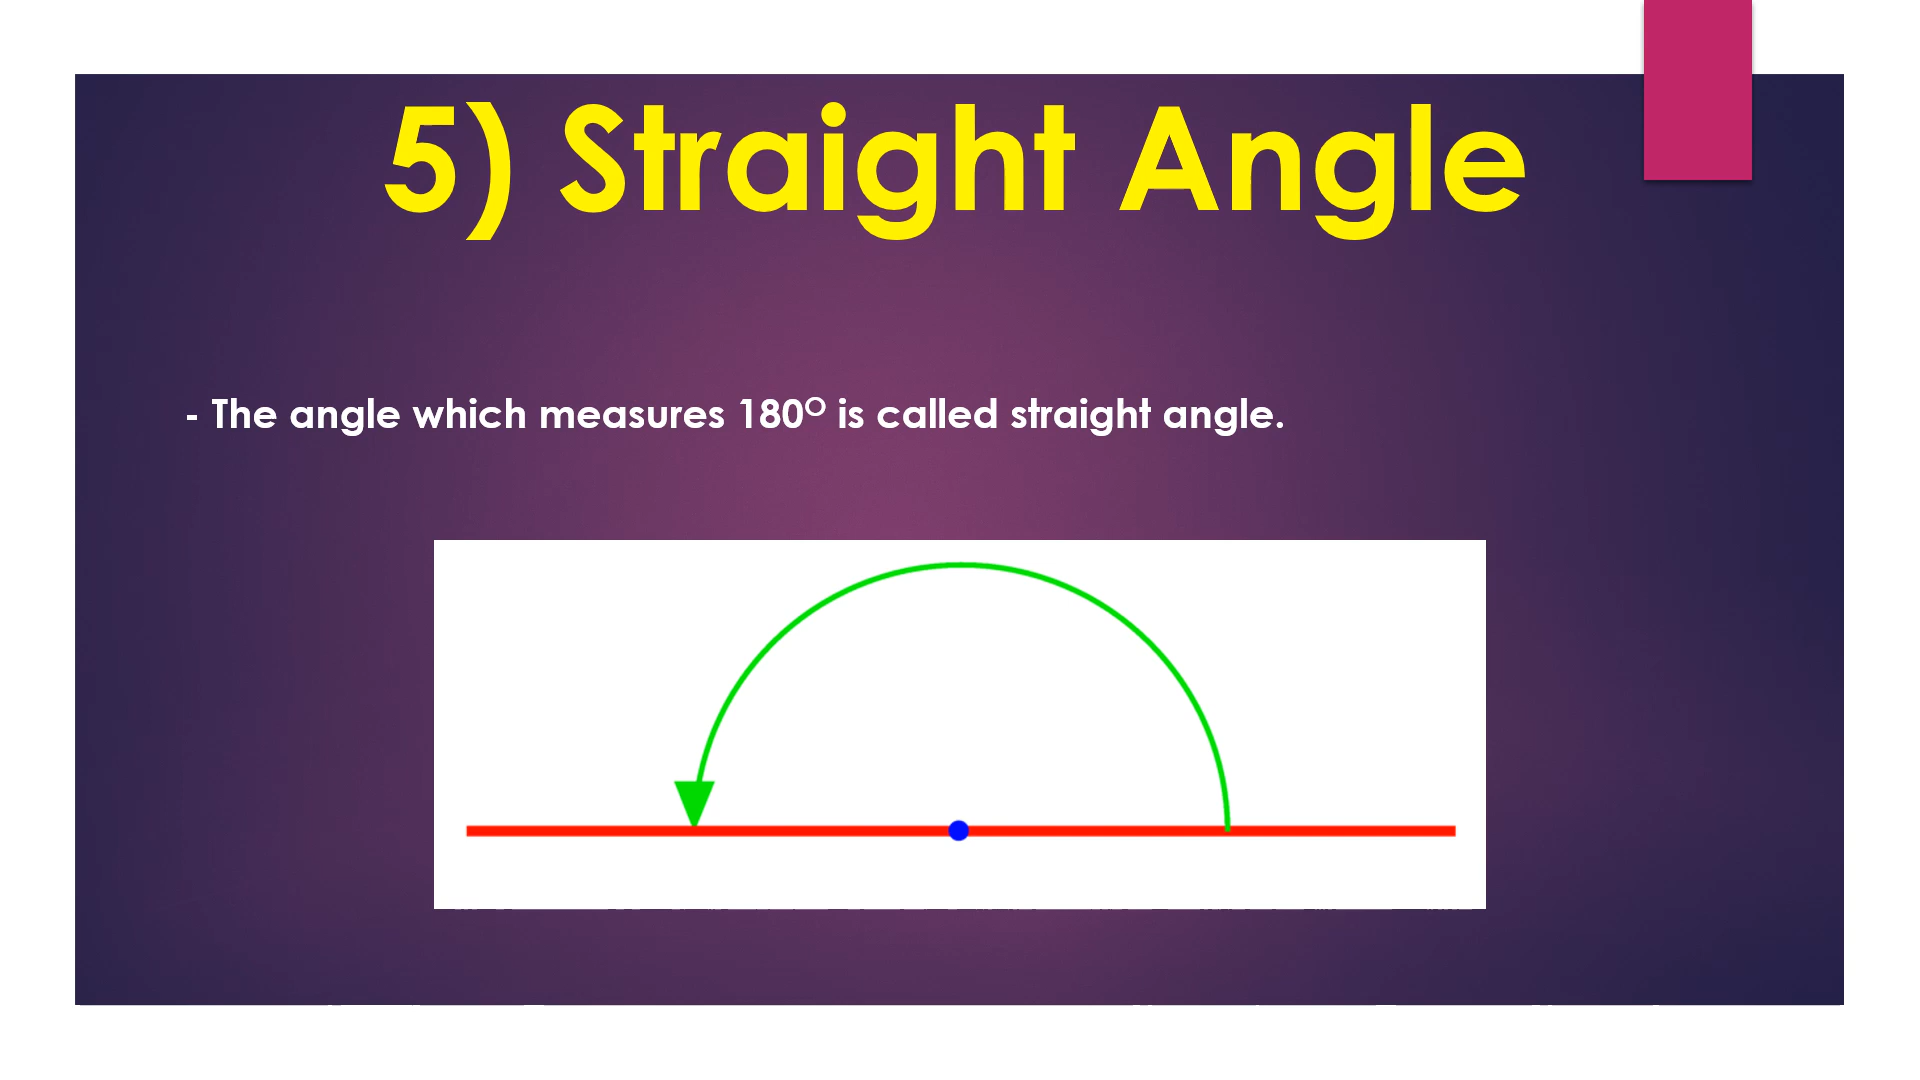 5) Straight Angle
- The angle which measures 180ᴼ is called straight angle.